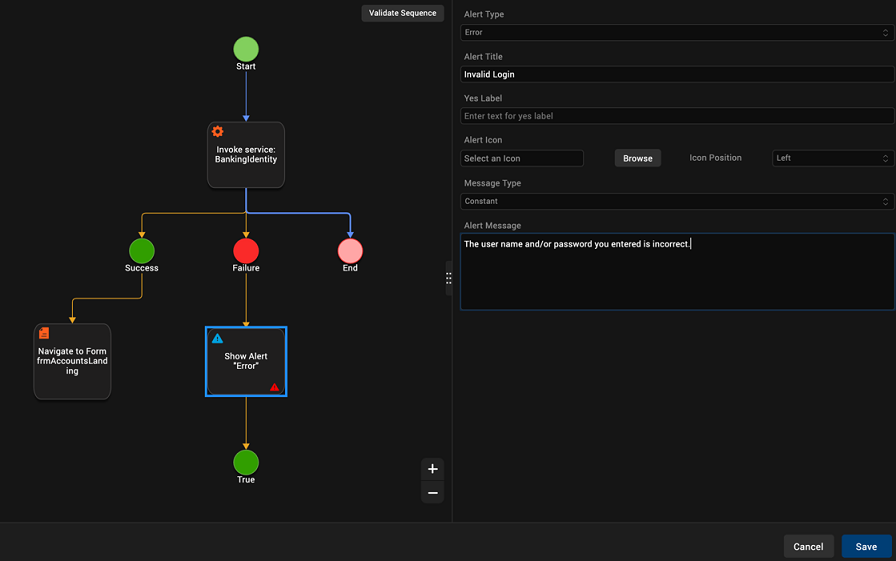 Validate Sequence
Start
Invoke service:
BankingIdentity
Success
Failure
End
Navigate to Form
frmAccountsLand
ing
Show Alert
"Error"
True
+
−
Alert Type
Error
Alert Title
Invalid Login
Yes Label
Enter text for yes label
Alert Icon
Select an Icon
Browse
Icon Position
Left
Message Type
Constant
Alert Message
The user name and/or password you entered is incorrect.
Cancel
Save